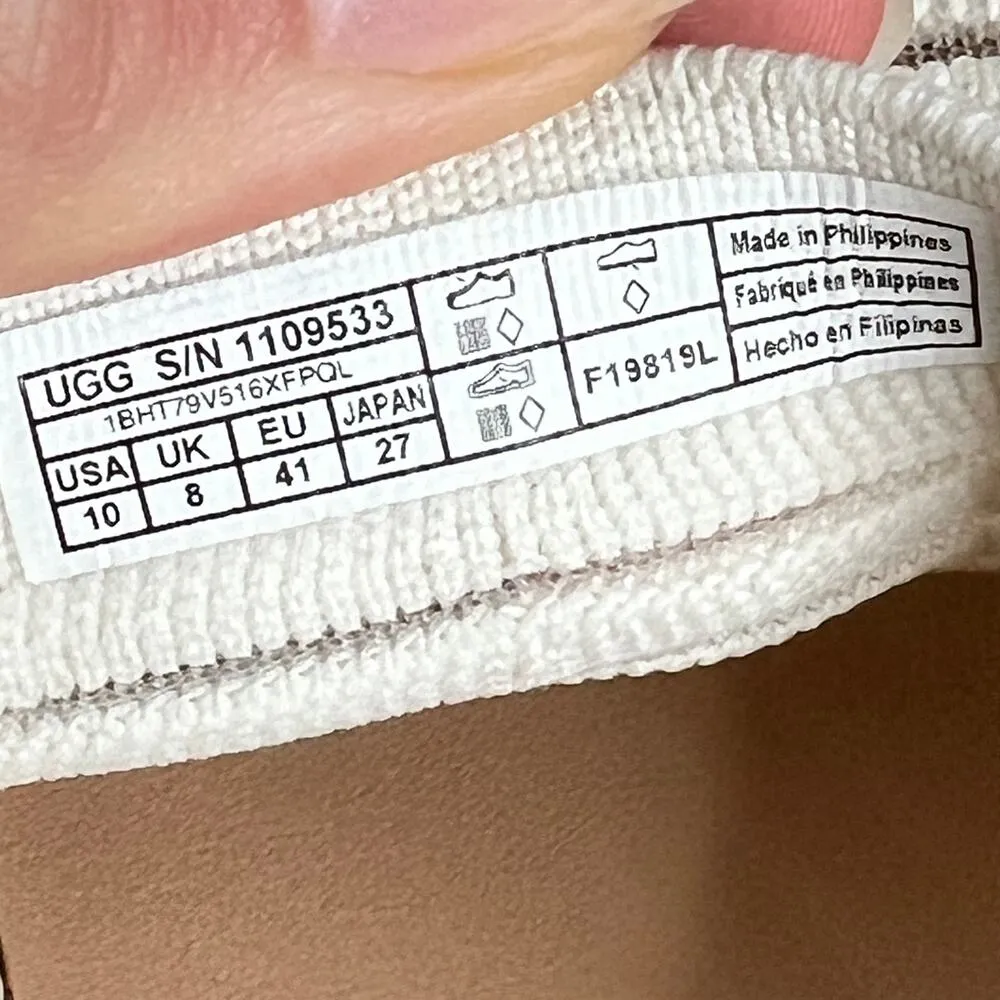 UGG S/N 1109533
1BHT79V516XFPQL
USA UK EU JAPAN
10 8 41 27
F19819L
Made in Philippines
Fabriqué en Philippines
Hecho en Filipinas